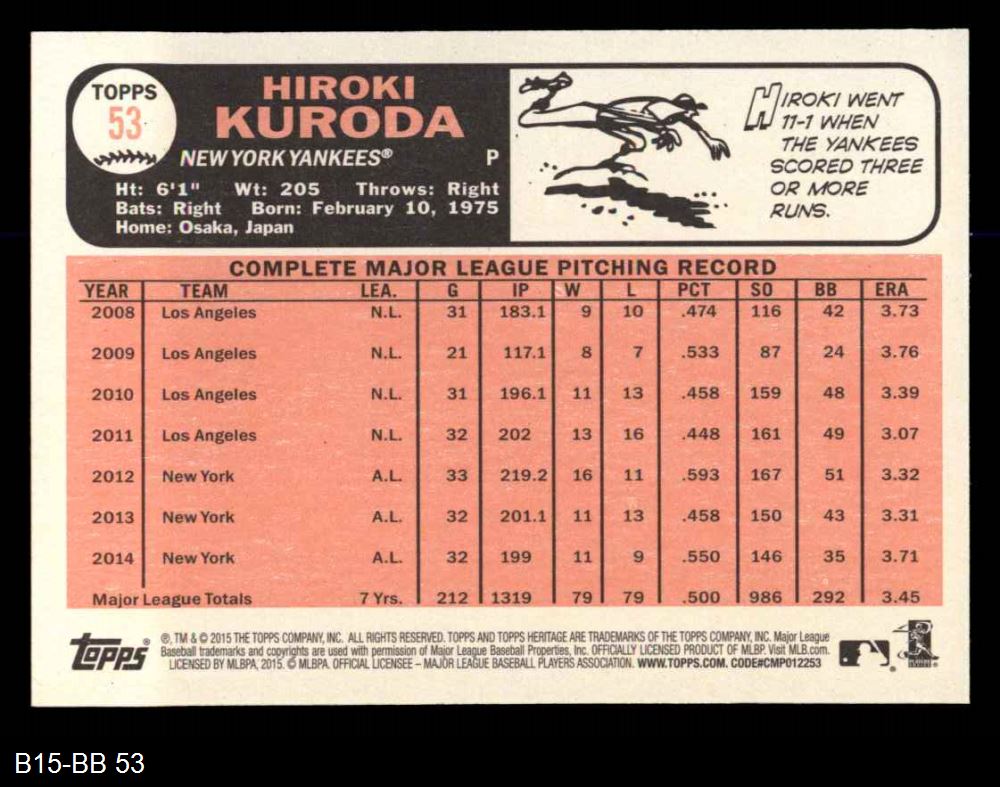 TOPPS
53
HIROKI
KURODA
NEW YORK YANKEES® P
Ht: 6'1" Wt: 205 Throws: Right
Bats: Right Born: February 10, 1975
Home: Osaka, Japan
HIROKI WENT
11-1 WHEN
THE YANKEES
SCORED THREE
OR MORE
RUNS.
COMPLETE MAJOR LEAGUE PITCHING RECORD
YEAR TEAM LEA. G IP W L PCT SO BB ERA
2008 Los Angeles N.L. 31 183.1 9 10 .474 116 42 3.73
2009 Los Angeles N.L. 21 117.1 8 7 .533 87 24 3.76
2010 Los Angeles N.L. 31 196.1 11 13 .458 159 48 3.39
2011 Los Angeles N.L. 32 202 13 16 .448 161 49 3.07
2012 New York A.L. 33 219.2 16 11 .593 167 51 3.32
2013 New York A.L. 32 201.1 11 13 .458 150 43 3.31
2014 New York A.L. 32 199 11 9 .550 146 35 3.71
Major League Totals 7 Yrs. 212 1319 79 79 .500 986 292 3.45
Topps®
®, TM & © 2015 THE TOPPS COMPANY, INC. ALL RIGHTS RESERVED. TOPPS AND TOPPS HERITAGE ARE TRADEMARKS OF THE TOPPS COMPANY, INC. Major League
Baseball trademarks and copyrights are used with permission of Major League Baseball Properties, Inc. OFFICIALLY LICENSED PRODUCT OF MLBP. Visit MLB.com.
LICENSED BY MLBPA, 2015. © MLBPA. OFFICIAL LICENSEE – MAJOR LEAGUE BASEBALL PLAYERS ASSOCIATION. WWW.TOPPS.COM. CODE#CMP012253
B15-BB 53